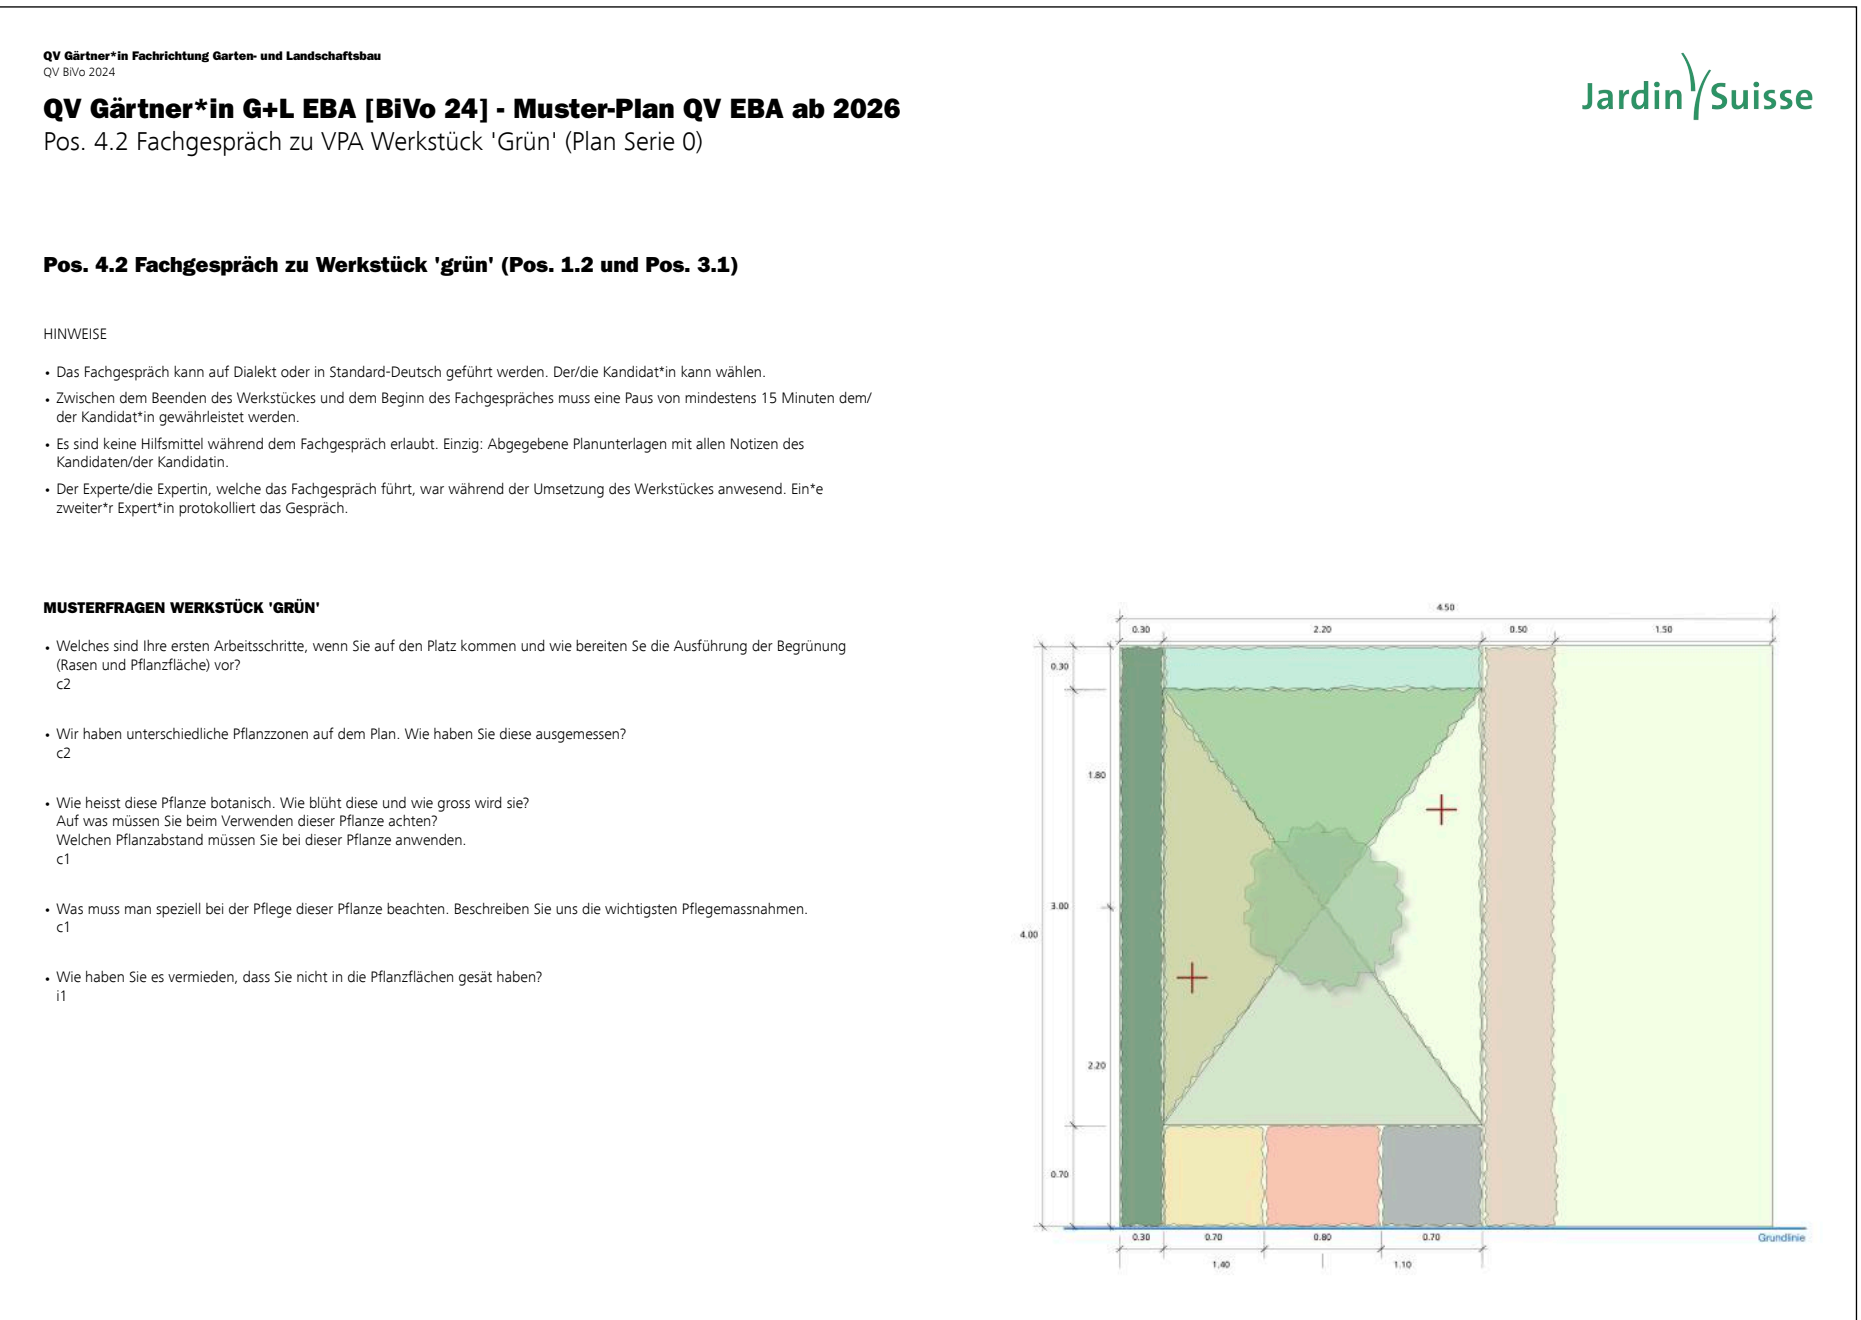 QV Gärtner*in Fachrichtung Garten- und Landschaftsbau
QV BiVo 2024
QV Gärtner*in G+L EBA [BiVo 24] - Muster-Plan QV EBA ab 2026
Pos. 4.2 Fachgespräch zu VPA Werkstück 'Grün' (Plan Serie 0)
Jardin Suisse
Pos. 4.2 Fachgespräch zu Werkstück 'grün' (Pos. 1.2 und Pos. 3.1)
HINWEISE
• Das Fachgespräch kann auf Dialekt oder in Standard-Deutsch geführt werden. Der/die Kandidat*in kann wählen.
• Zwischen dem Beenden des Werkstückes und dem Beginn des Fachgespräches muss eine Paus von mindestens 15 Minuten dem/
der Kandidat*in gewährleistet werden.
• Es sind keine Hilfsmittel während dem Fachgespräch erlaubt. Einzig: Abgegebene Planunterlagen mit allen Notizen des
Kandidaten/der Kandidatin.
• Der Experte/die Expertin, welche das Fachgespräch führt, war während der Umsetzung des Werkstückes anwesend. Ein*e
zweiter*r Expert*in protokolliert das Gespräch.
MUSTERFRAGEN WERKSTÜCK 'GRÜN'
• Welches sind Ihre ersten Arbeitsschritte, wenn Sie auf den Platz kommen und wie bereiten Se die Ausführung der Begrünung
(Rasen und Pflanzfläche) vor?
c2
• Wir haben unterschiedliche Pflanzzonen auf dem Plan. Wie haben Sie diese ausgemessen?
c2
• Wie heisst diese Pflanze botanisch. Wie blüht diese und wie gross wird sie?
Auf was müssen Sie beim Verwenden dieser Pflanze achten?
Welchen Pflanzabstand müssen Sie bei dieser Pflanze anwenden.
c1
• Was muss man speziell bei der Pflege dieser Pflanze beachten. Beschreiben Sie uns die wichtigsten Pflegemassnahmen.
c1
• Wie haben Sie es vermieden, dass Sie nicht in die Pflanzflächen gesät haben?
i1
4.50
0.30 2.20 0.50 1.50
0.30
1.80
3.00
4.00
2.20
0.70
Grundlinie
0.30 0.70 0.80 0.70
1.40 1.10